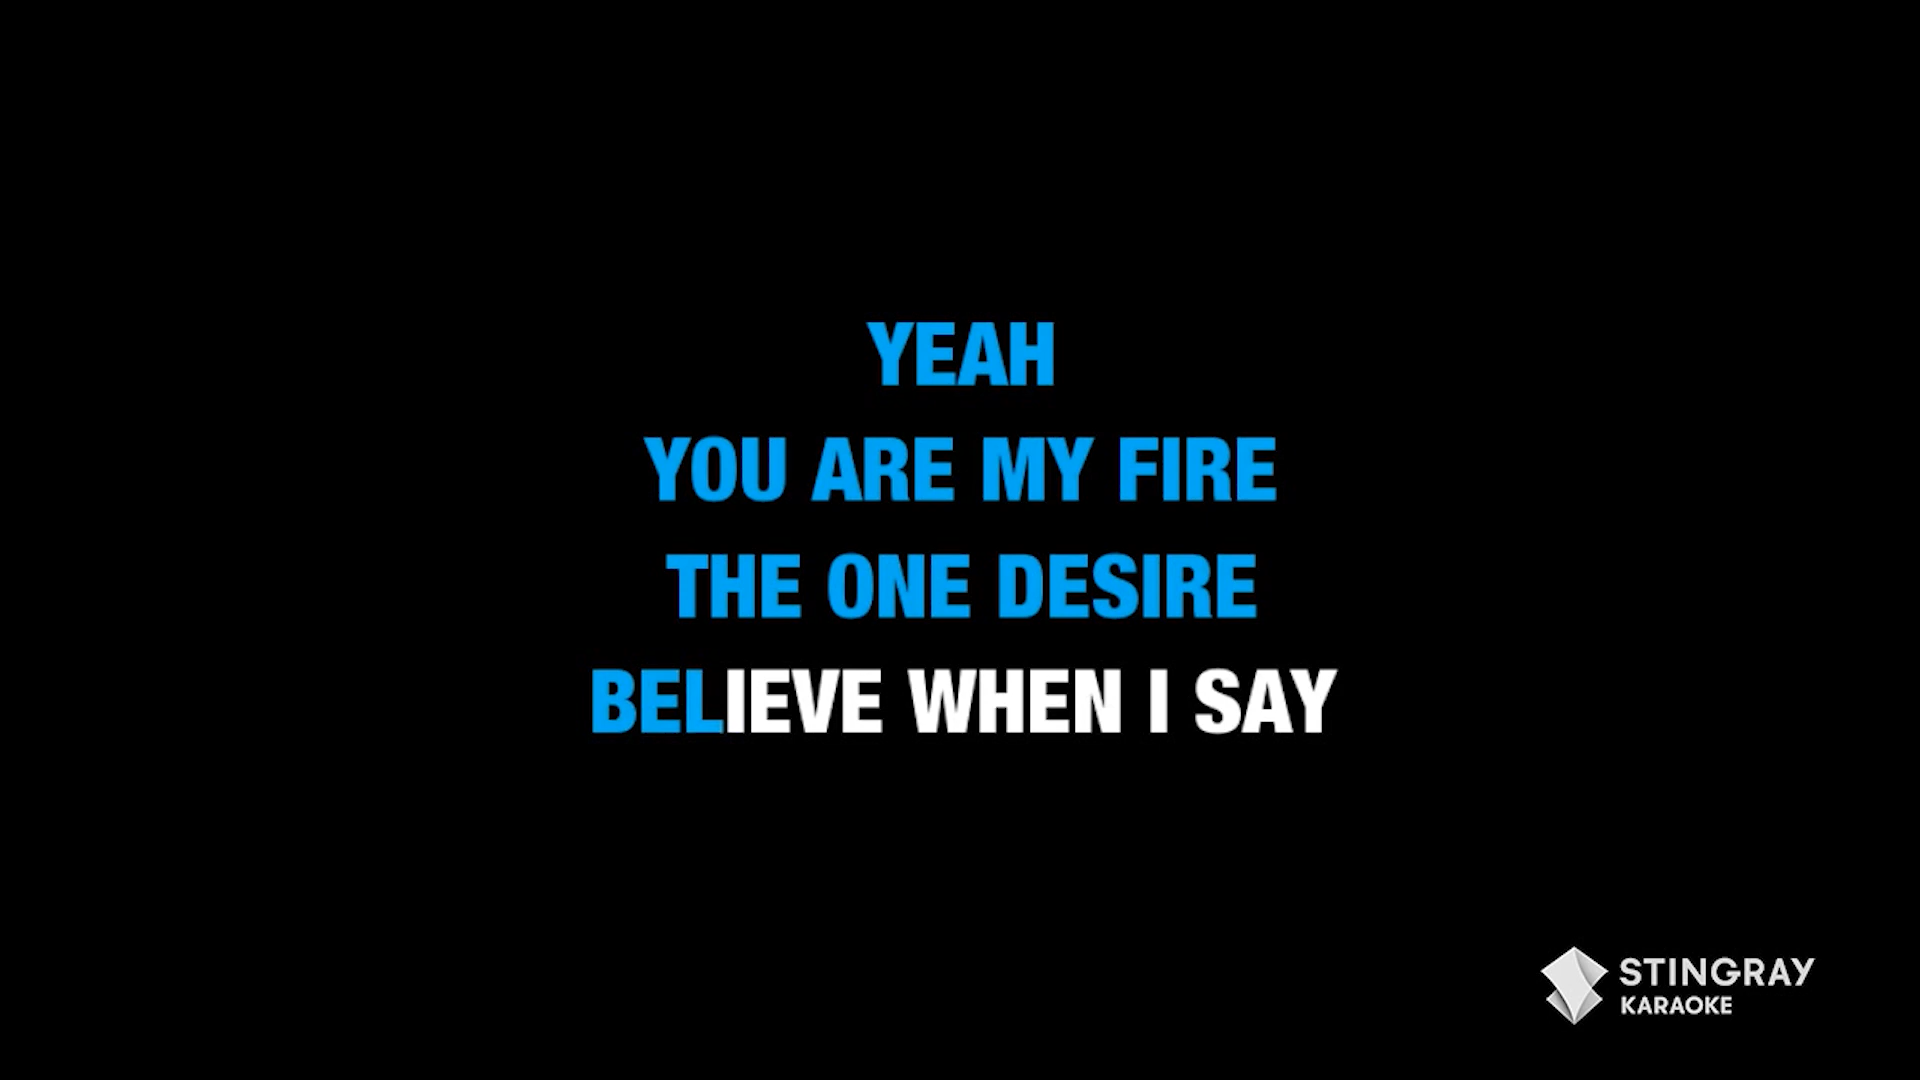 YEAH
YOU ARE MY FIRE
THE ONE DESIRE
BELIEVE WHEN I SAY
STINGRAY
KARAOKE